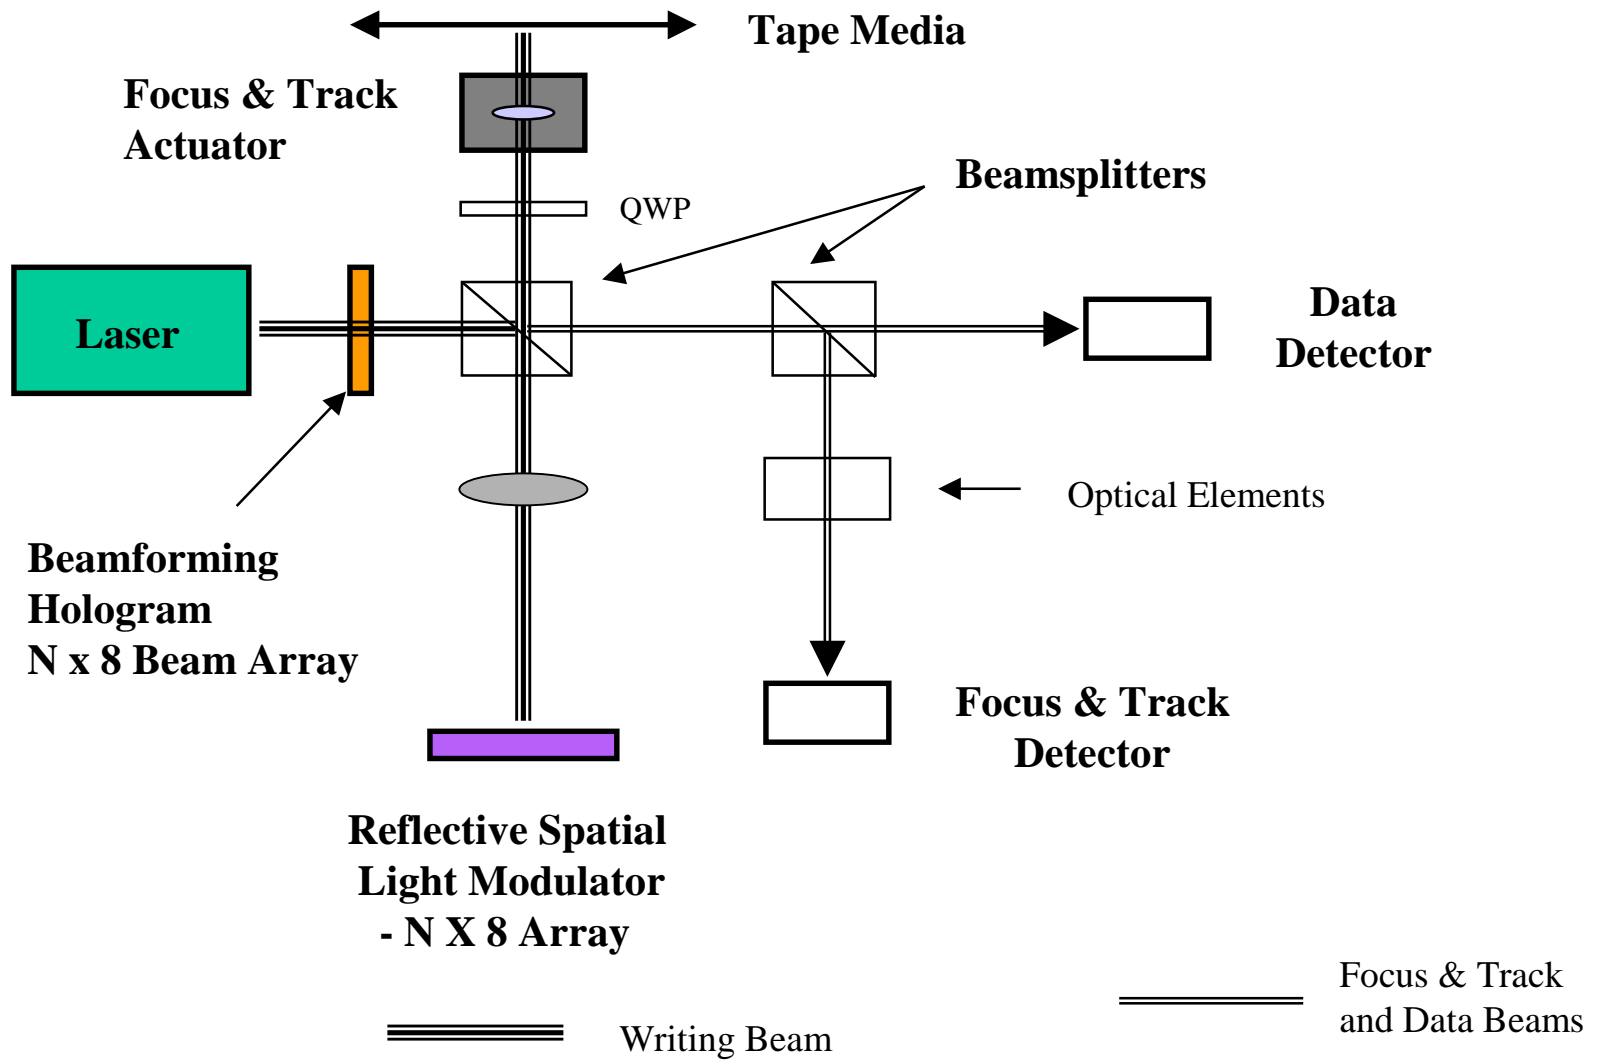 Tape Media
Focus & Track
Actuator
Beamsplitters
QWP
Laser
Data
Detector
Optical Elements
Beamforming
Hologram
N x 8 Beam Array
Focus & Track
Detector
Reflective Spatial
Light Modulator
- N X 8 Array
Focus & Track
and Data Beams
Writing Beam